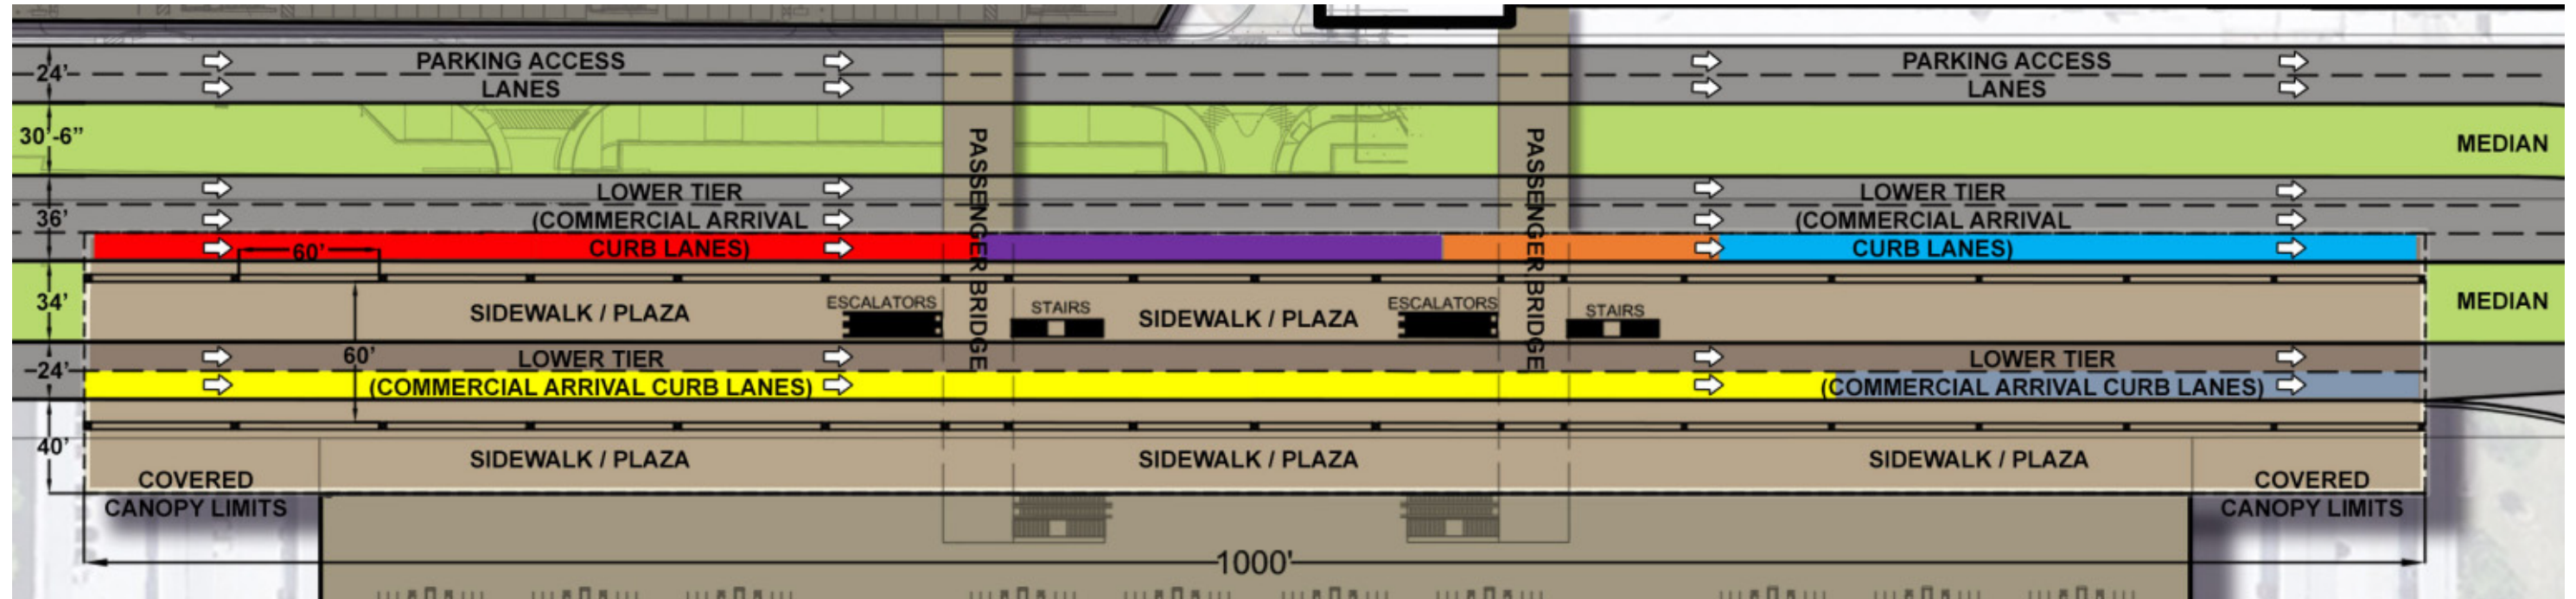 PARKING ACCESS
LANES
PARKING ACCESS
LANES
24'
30'-6"
MEDIAN
PASSENGER BRIDGE
PASSENGER BRIDGE
LOWER TIER
(COMMERCIAL ARRIVAL
CURB LANES)
LOWER TIER
(COMMERCIAL ARRIVAL
CURB LANES)
36'
60'
34'
SIDEWALK / PLAZA
ESCALATORS
STAIRS
SIDEWALK / PLAZA
ESCALATORS
STAIRS
MEDIAN
60'
24'
LOWER TIER
(COMMERCIAL ARRIVAL CURB LANES)
LOWER TIER
(COMMERCIAL ARRIVAL CURB LANES)
40'
SIDEWALK / PLAZA
SIDEWALK / PLAZA
SIDEWALK / PLAZA
COVERED
CANOPY LIMITS
COVERED
CANOPY LIMITS
1000'